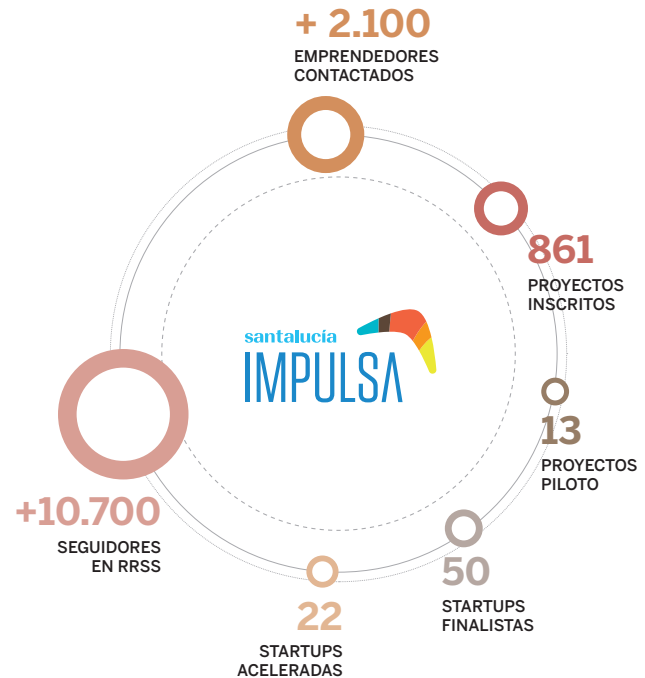 + 2.100
EMPRENDEDORES
CONTACTADOS
861
PROYECTOS
INSCRITOS
santalucía
IMPULSA
13
PROYECTOS
PILOTO
+10.700
SEGUIDORES
EN RRSS
50
STARTUPS
FINALISTAS
22
STARTUPS
ACELERADAS